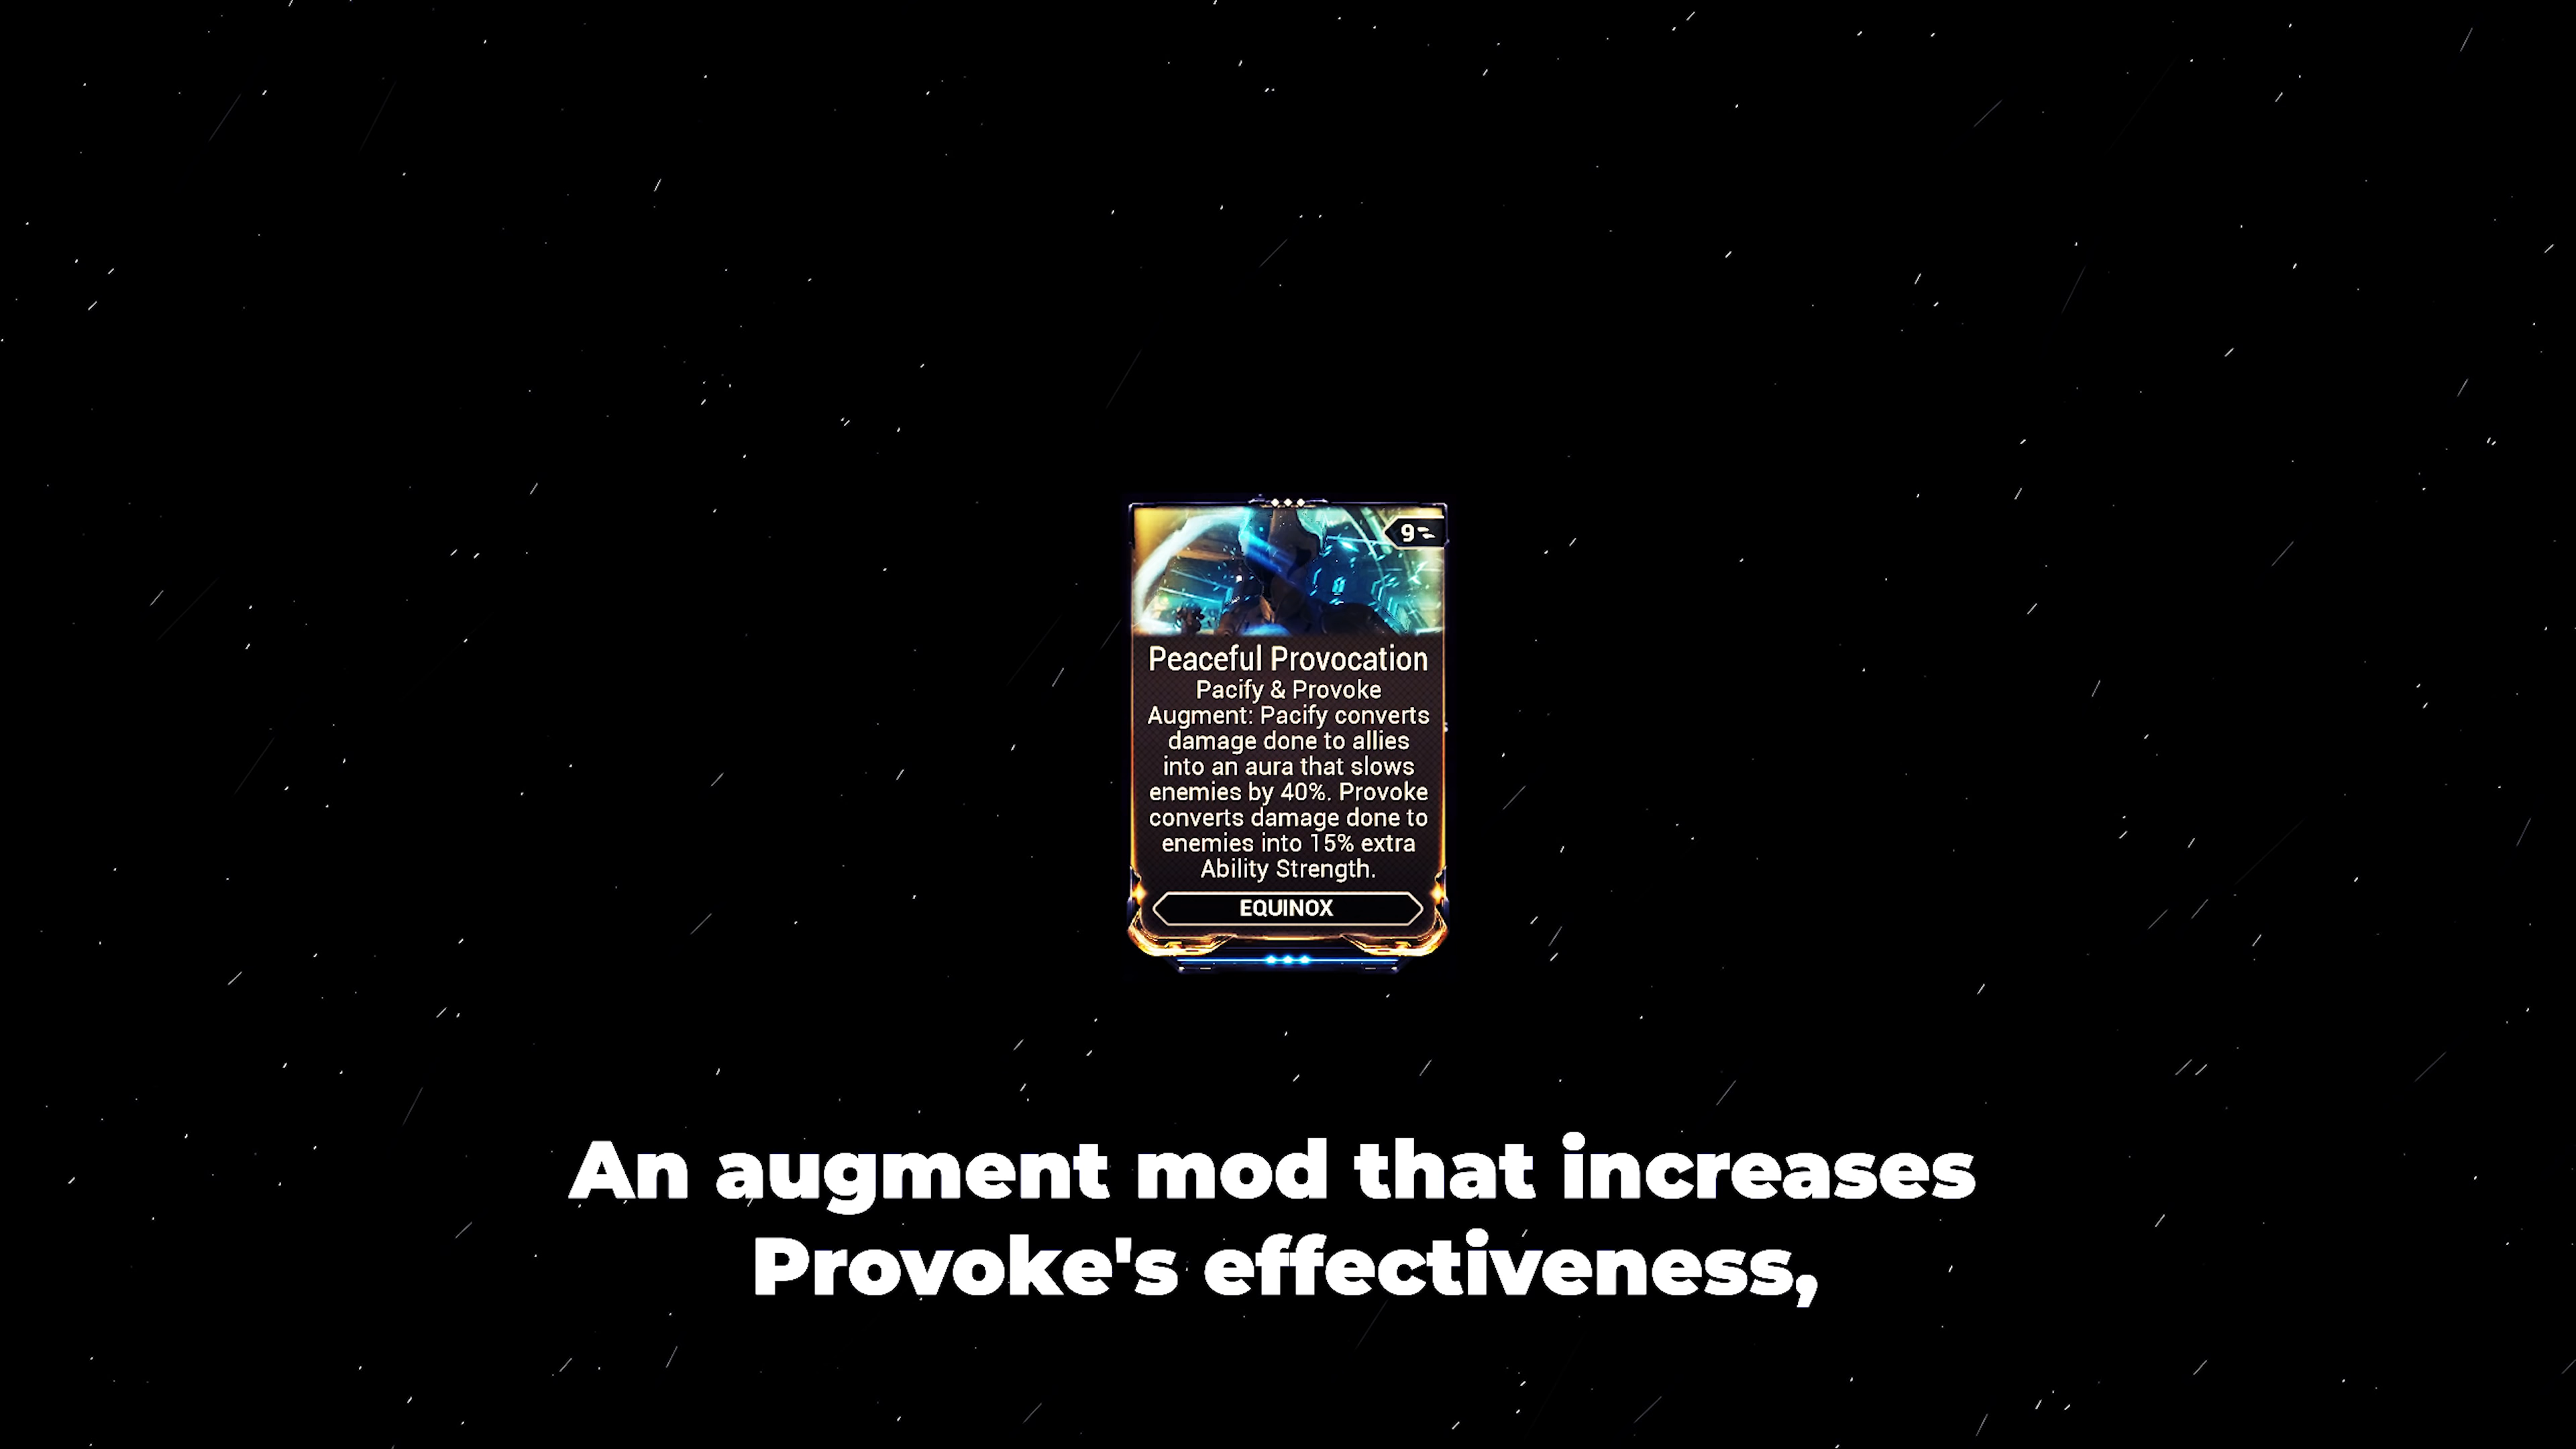 9
Peaceful Provocation
Pacify & Provoke
Augment: Pacify converts
damage done to allies
into an aura that slows
enemies by 40%. Provoke
converts damage done to
enemies into 15% extra
Ability Strength.
EQUINOX
An augment mod that increases
Provoke's effectiveness,